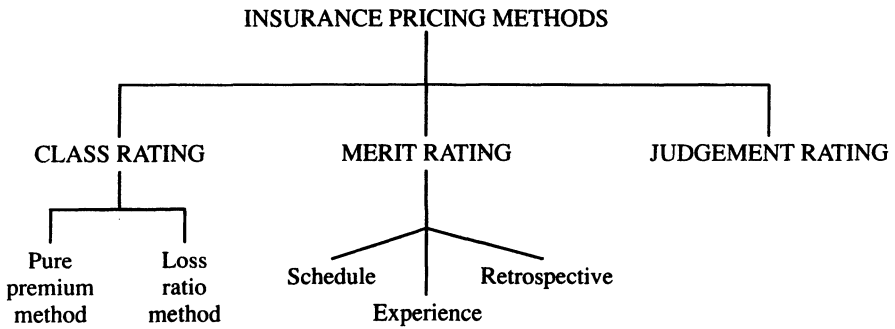 INSURANCE PRICING METHODS
CLASS RATING
MERIT RATING
JUDGEMENT RATING
Pure
premium
method
Loss
ratio
method
Schedule
Experience
Retrospective